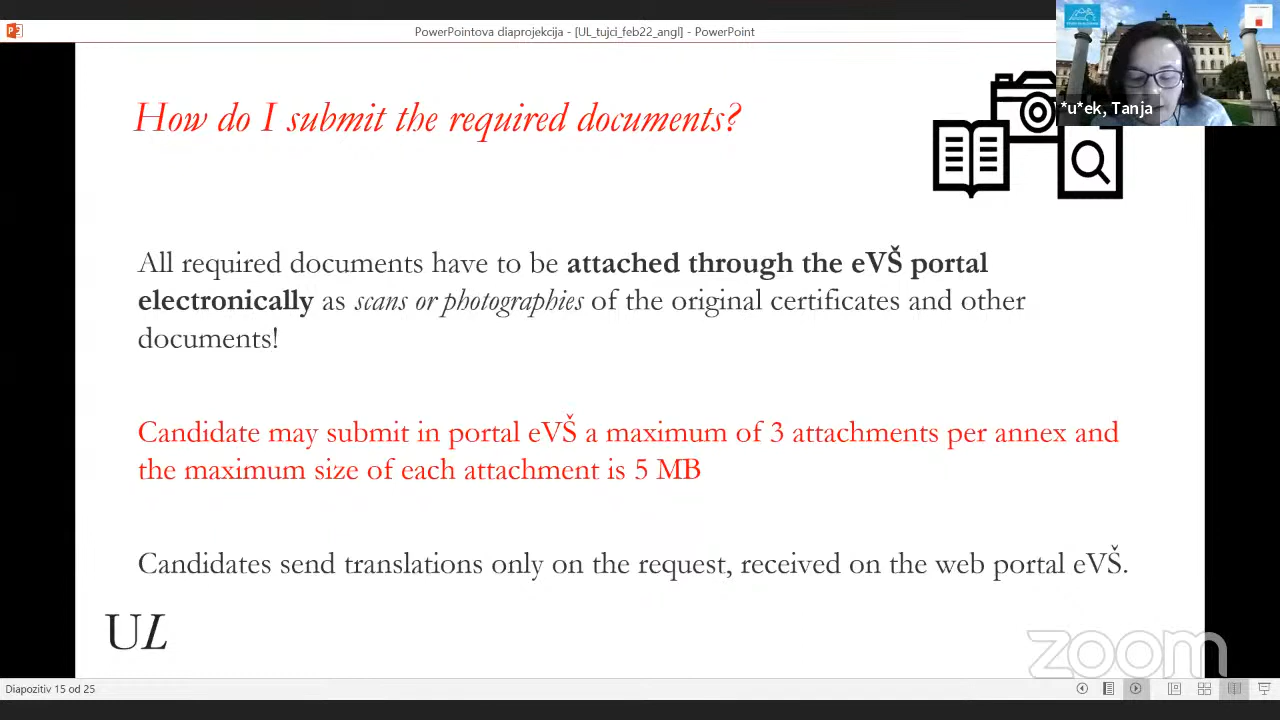 PowerPointova diaprojekcija - [UL_tujci_feb22_angl] - PowerPoint
*u*ek, Tanja
How do I submit the required documents?
All required documents have to be attached through the eVŠ portal
electronically as scans or photographies of the original certificates and other
documents!
Candidate may submit in portal eVŠ a maximum of 3 attachments per annex and
the maximum size of each attachment is 5 MB
Candidates send translations only on the request, received on the web portal eVŠ.
UL
zoom
Diapozitiv 15 od 25